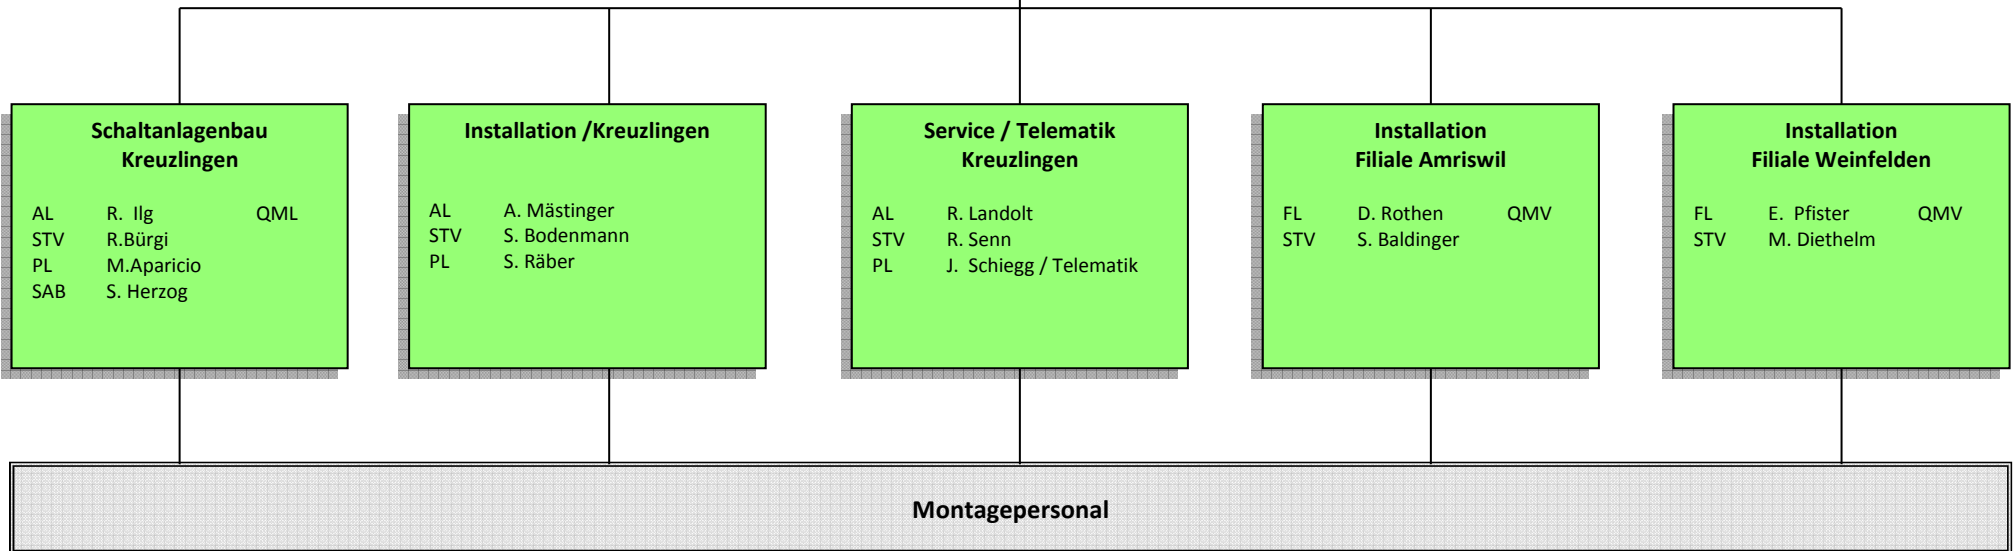 Schaltanlagenbau
Kreuzlingen
AL R. Ilg QML
STV R.Bürgi
PL M.Aparicio
SAB S. Herzog
Installation /Kreuzlingen
AL A. Mästinger
STV S. Bodenmann
PL S. Räber
Service / Telematik
Kreuzlingen
AL R. Landolt
STV R. Senn
PL J. Schiegg / Telematik
Installation
Filiale Amriswil
FL D. Rothen QMV
STV S. Baldinger
Installation
Filiale Weinfelden
FL E. Pfister QMV
STV M. Diethelm
Montagepersonal